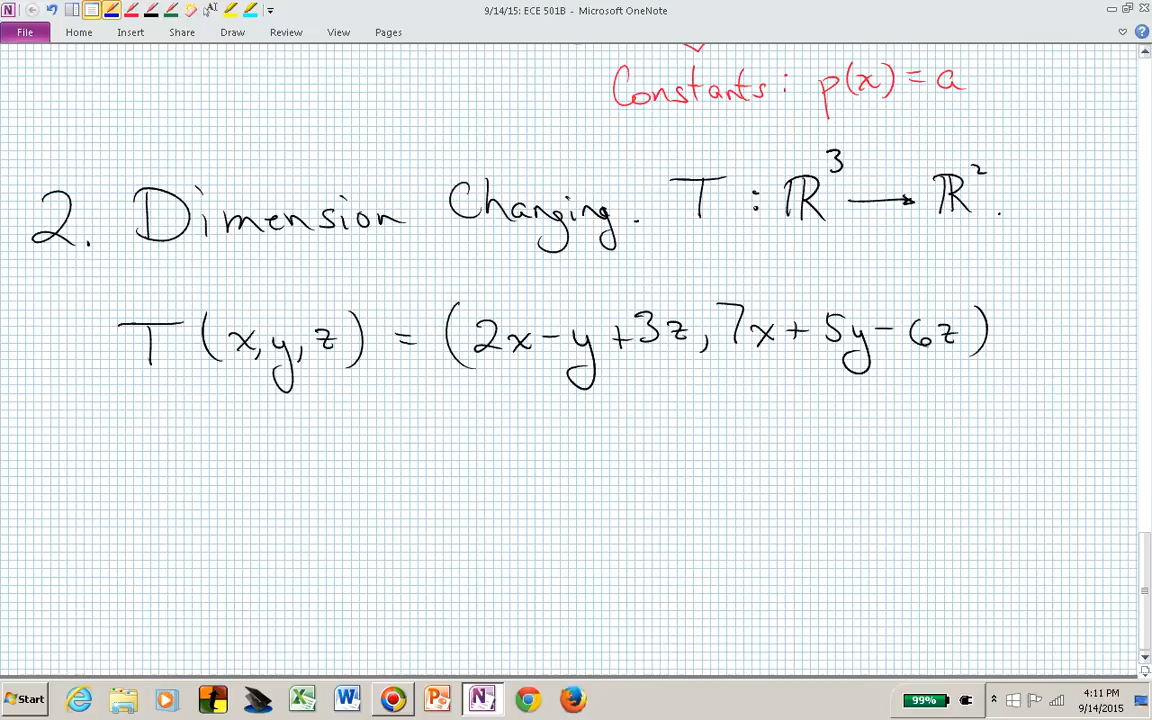 9/14/15: ECE 501B - Microsoft OneNote
File Home Insert Share Draw Review View Pages
Constants: p(x) = a
2. Dimension Changing. T : ℝ³ → ℝ².
T(x,y,z) = (2x-y+3z, 7x+5y-6z)
Start
99%
4:11 PM
9/14/2015